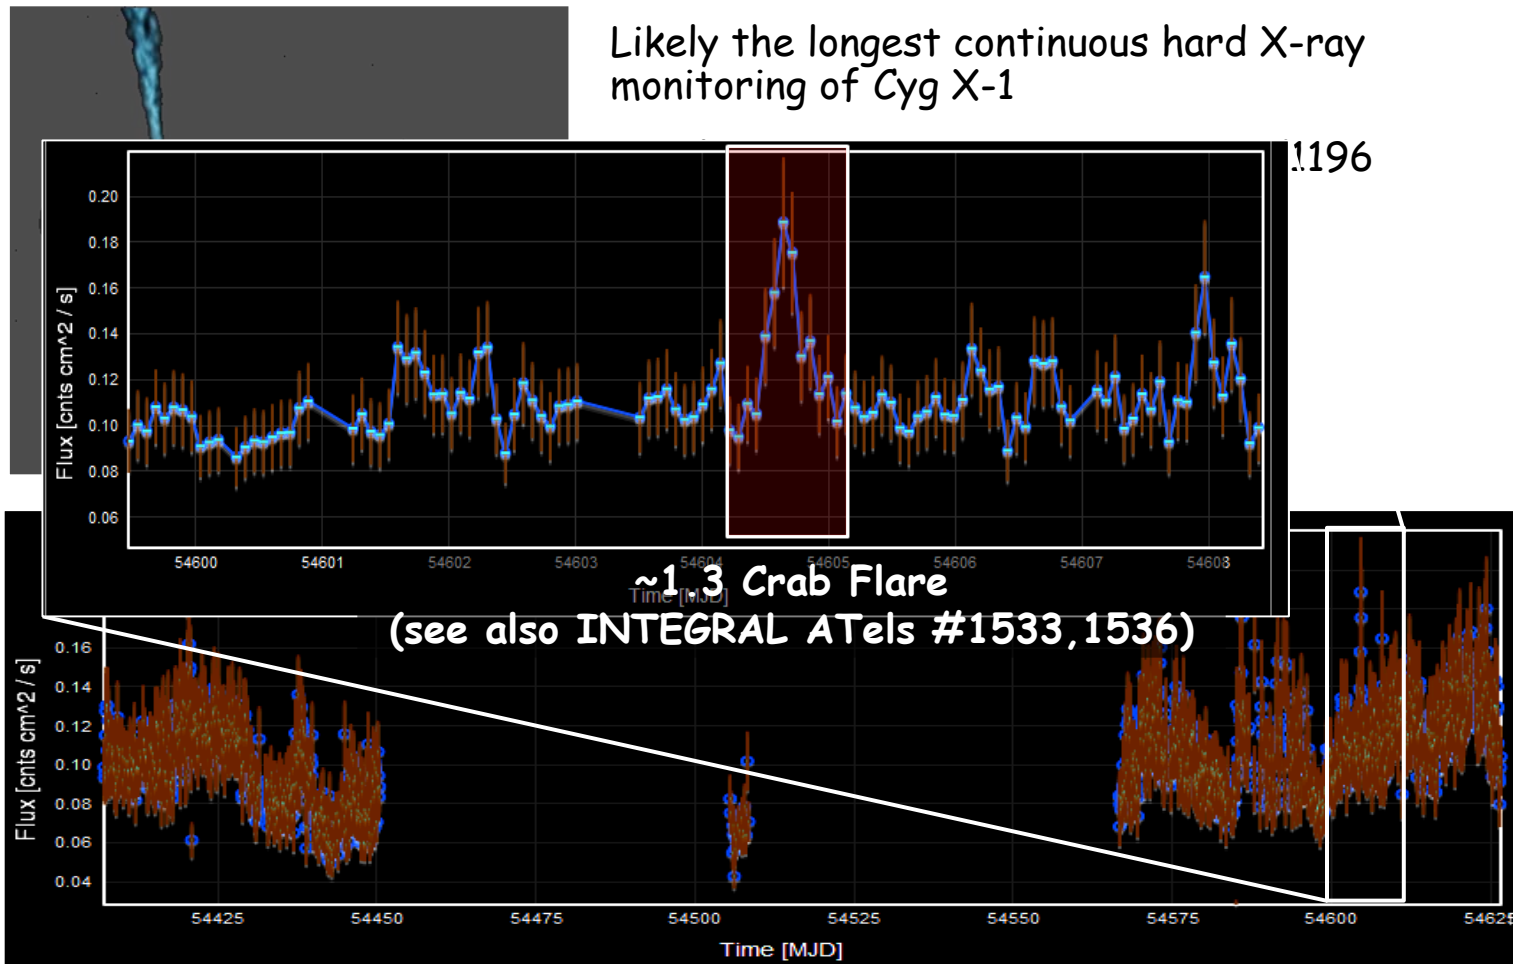 Likely the longest continuous hard X-ray
monitoring of Cyg X-1
1196
0.20
0.18
0.16
0.14
0.12
0.10
0.08
0.06
Flux [cnts cm^2 / s]
54600 54601 54602 54603 54604 54605 54606 54607 54608
Time [MJD]
~1.3 Crab Flare
(see also INTEGRAL ATels #1533,1536)
0.16
0.14
0.12
0.10
0.08
0.06
0.04
Flux [cnts cm^2 / s]
54425 54450 54475 54500 54525 54550 54575 54600
Time [MJD]